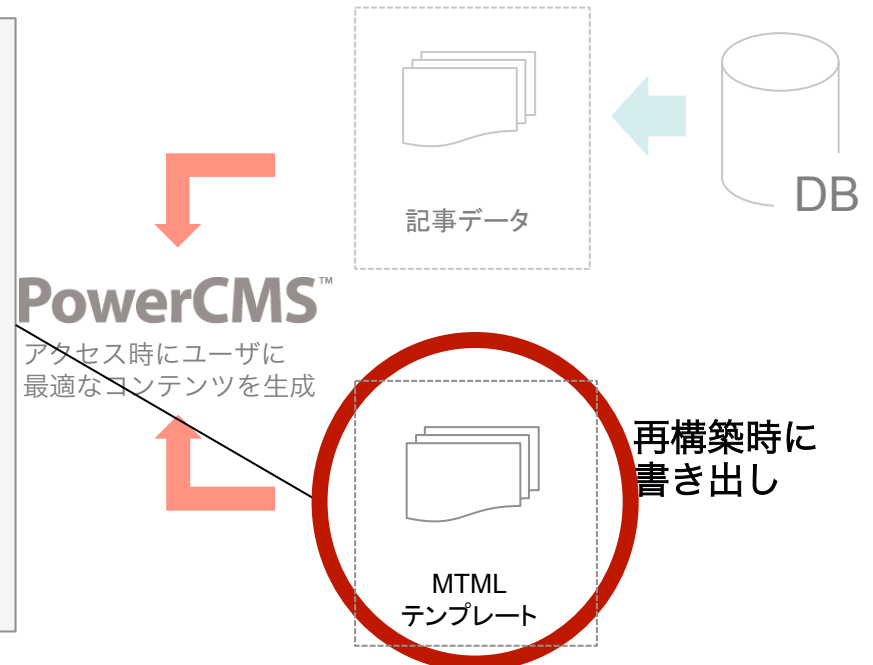 DB
記事データ
PowerCMS™
アクセス時にユーザに
最適なコンテンツを生成
再構築時に
書き出し
MTML
テンプレート